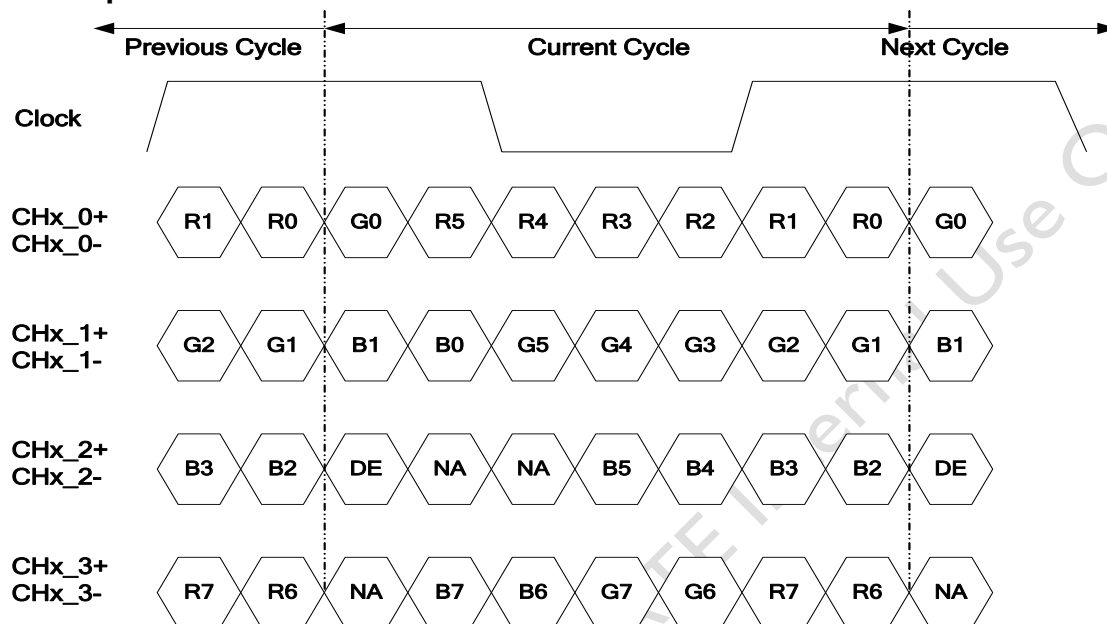 Previous Cycle Current Cycle Next Cycle
Clock
CHx_0+
CHx_0-
R1 R0 G0 R5 R4 R3 R2 R1 R0 G0
CHx_1+
CHx_1-
G2 G1 B1 B0 G5 G4 G3 G2 G1 B1
CHx_2+
CHx_2-
B3 B2 DE NA NA B5 B4 B3 B2 DE
CHx_3+
CHx_3-
R7 R6 NA B7 B6 G7 G6 R7 R6 NA
Internal Use